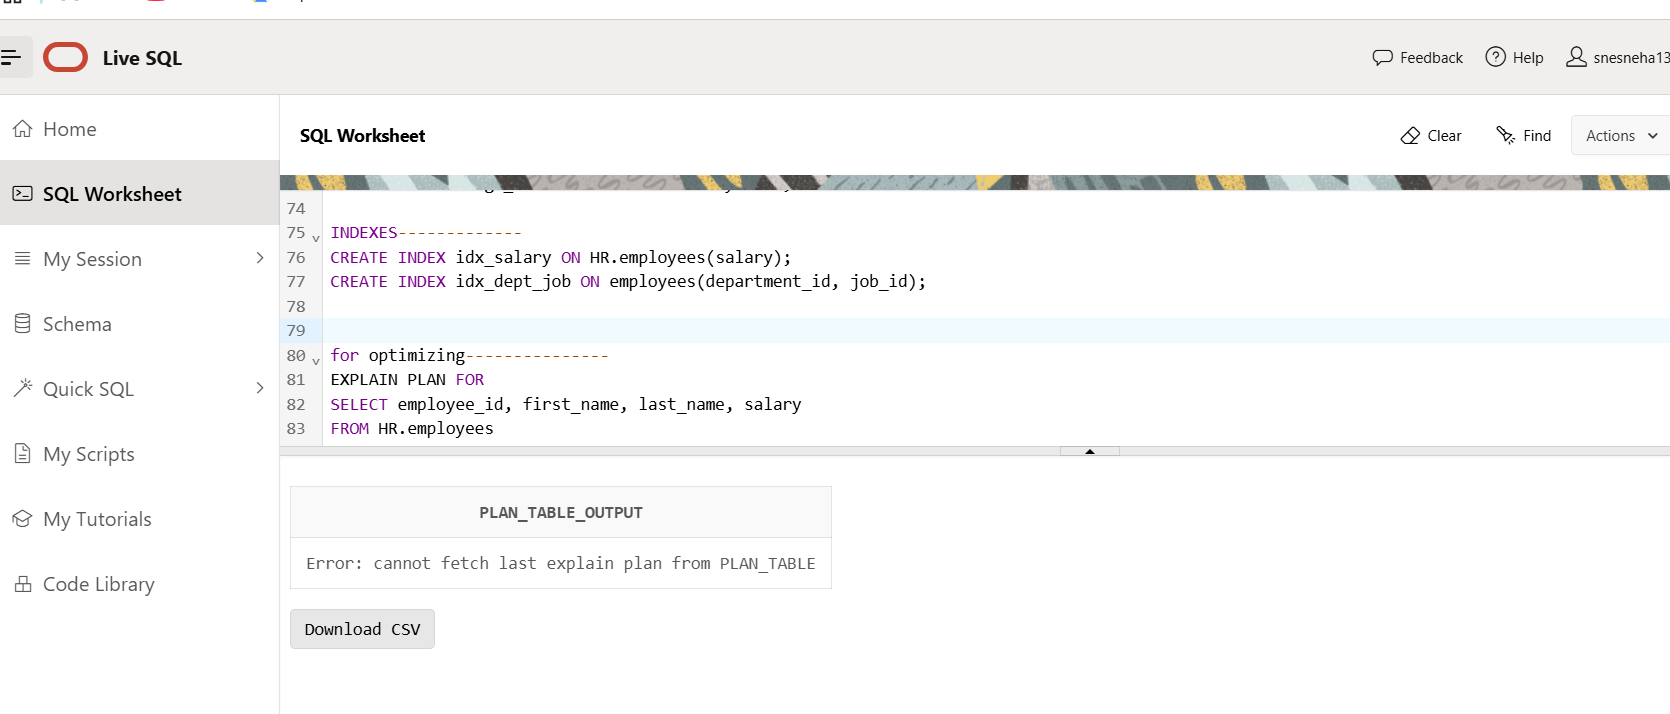 Live SQL
Feedback
Help
snesneha13
Home
SQL Worksheet
My Session
Schema
Quick SQL
My Scripts
My Tutorials
Code Library
SQL Worksheet
Clear
Find
Actions
74
75 INDEXES-------------
76 CREATE INDEX idx_salary ON HR.employees(salary);
77 CREATE INDEX idx_dept_job ON employees(department_id, job_id);
78
79
80 for optimizing---------------
81 EXPLAIN PLAN FOR
82 SELECT employee_id, first_name, last_name, salary
83 FROM HR.employees
PLAN_TABLE_OUTPUT
Error: cannot fetch last explain plan from PLAN_TABLE
Download CSV